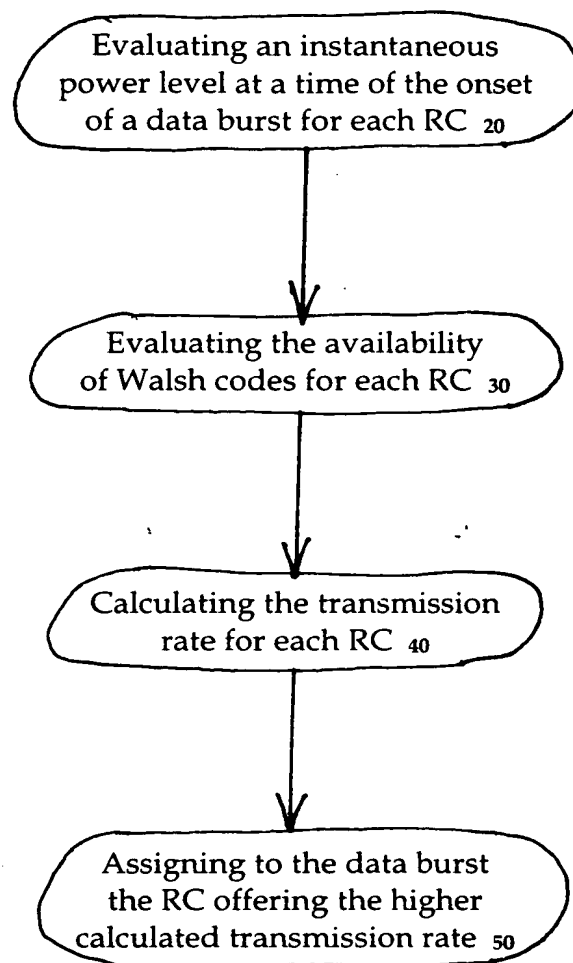 Evaluating an instantaneous
power level at a time of the onset
of a data burst for each RC 20
Evaluating the availability
of Walsh codes for each RC 30
Calculating the transmission
rate for each RC 40
Assigning to the data burst
the RC offering the higher
calculated transmission rate 50